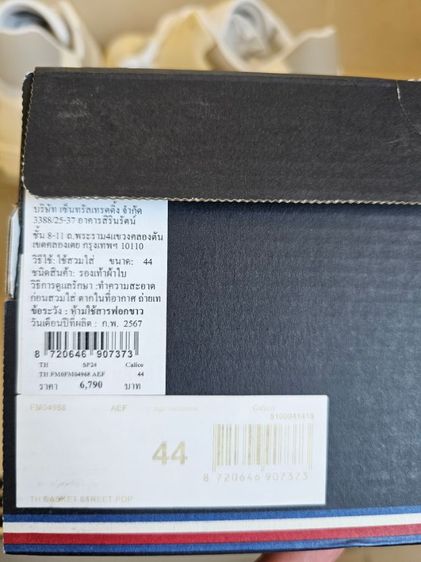 บริษัท เซ็นทรัลเทรดดิ้ง จำกัด
3388/25-37 อาคารสิรินรัตน์
ชั้น 8-11 ถ.พระราม4แขวงคลองตัน
เขตคลองเตย กรุงเทพฯ 10110
วิธีใช้: ใช้สวมใส่ ขนาด: 44
ชนิดสินค้า: รองเท้าผ้าใบ
วิธีการดูแลรักษา :ทำความสะอาด
ก่อนสวมใส่ ตากในที่อากาศ ถ่ายเท
ข้อระวัง : ห้ามใช้สารฟอกขาว
วันเดือนปีที่ผลิต : ก.พ. 2567
8 720646 907373
TH SP24 Calico
TH FM0FM04968 AEF 44
ราคา 6,790 บาท
FM04968 AEF Calico
8100041418
44
8 720646 907373
TH BASKET STREET POP